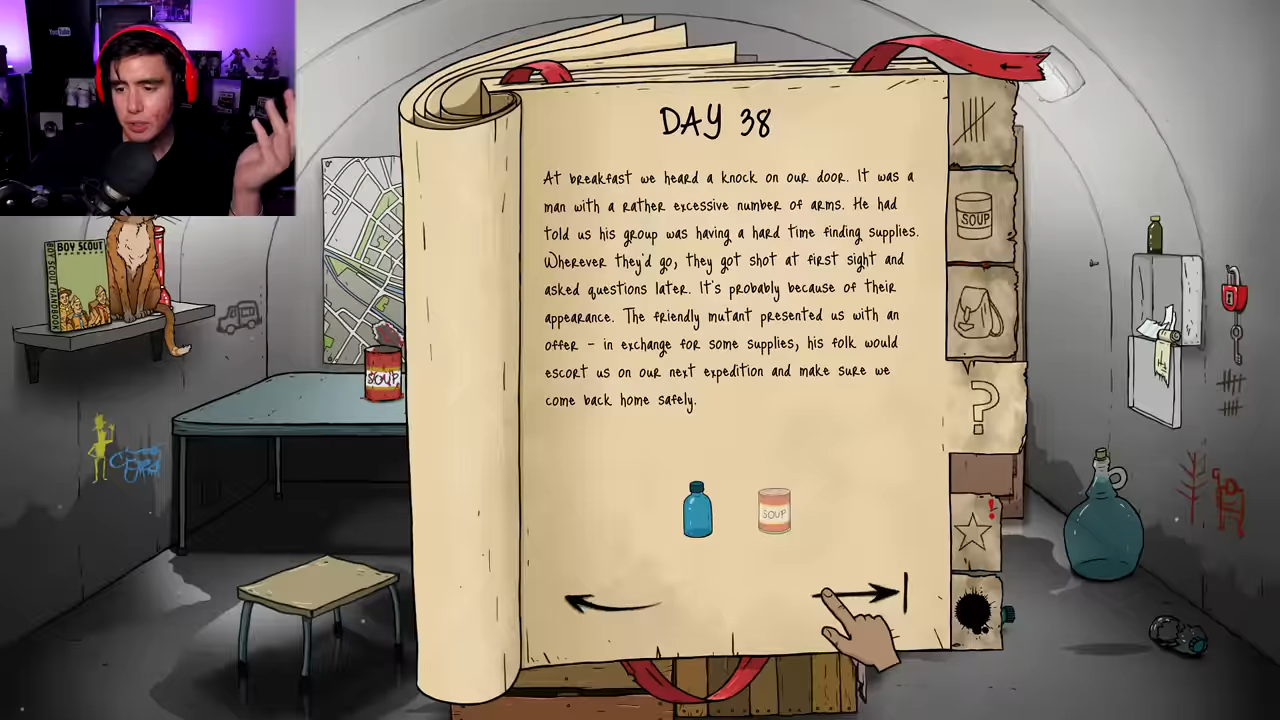 YouTube
DAY 38
At breakfast we heard a knock on our door. It was a
man with a rather excessive number of arms. He had
told us his group was having a hard time finding supplies.
Wherever they'd go, they got shot at first sight and
asked questions later. It's probably because of their
appearance. The friendly mutant presented us with an
offer – in exchange for some supplies, his folk would
escort us on our next expedition and make sure we
come back home safely.
SOUP
SOUP
?
!
BOY SCOUT
BOY SCOUT HANDBOOK
SOUP